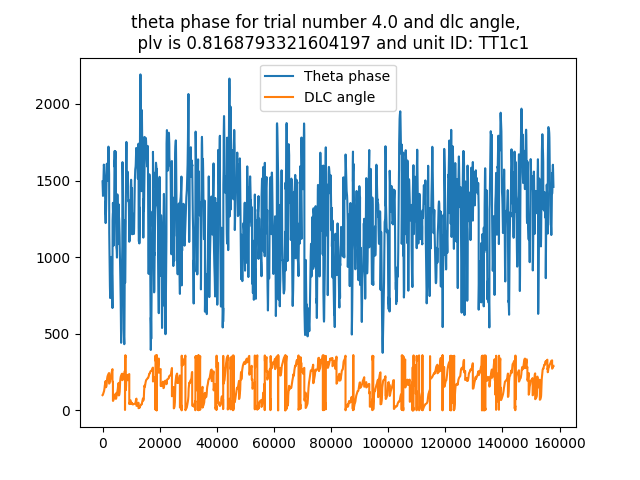 theta phase for trial number 4.0 and dlc angle,
plv is 0.8168793321604197 and unit ID: TT1c1
Theta phase
DLC angle
2000
1500
1000
500
0
0 20000 40000 60000 80000 100000 120000 140000 160000